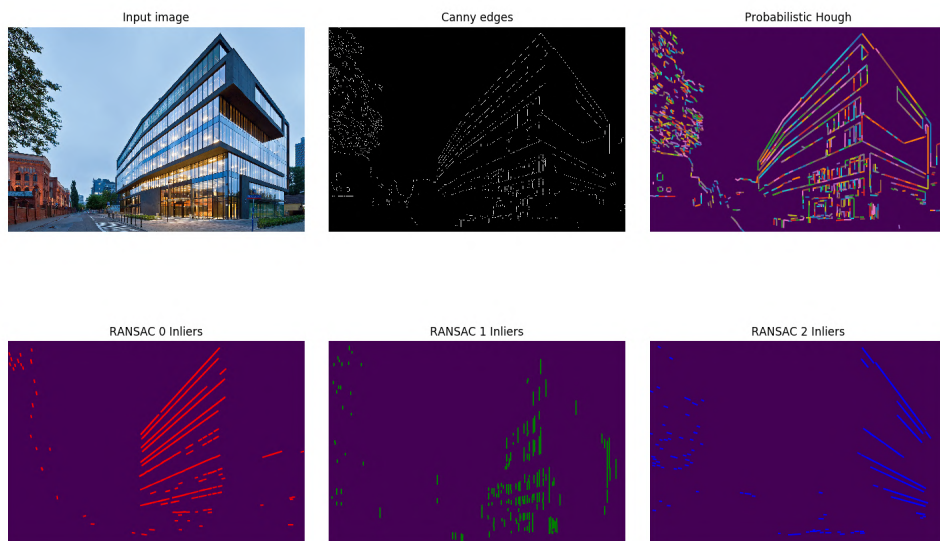 Input image
Canny edges
Probabilistic Hough
RANSAC 0 Inliers
RANSAC 1 Inliers
RANSAC 2 Inliers